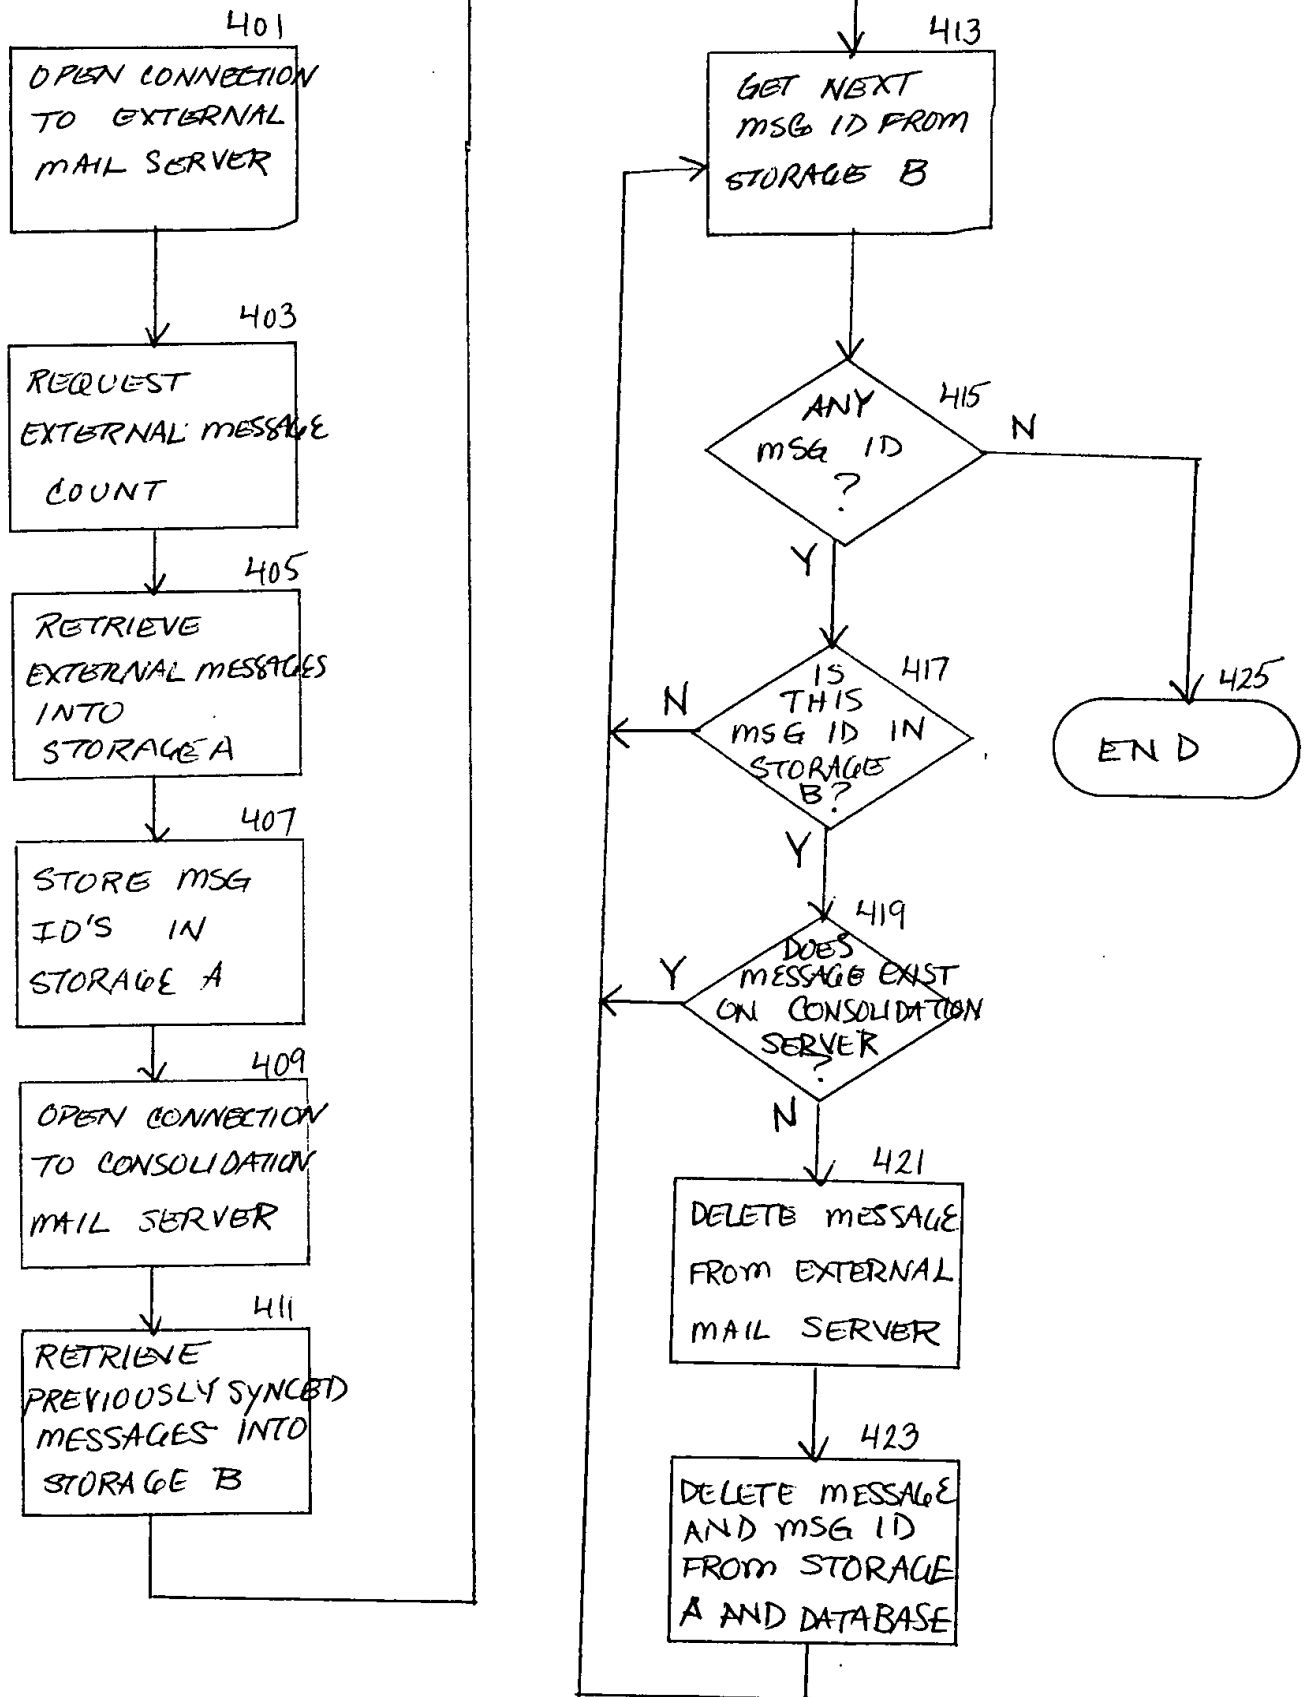 401
OPEN CONNECTION
TO EXTERNAL
MAIL SERVER
403
REQUEST
EXTERNAL MESSAGE
COUNT
405
RETRIEVE
EXTERNAL MESSAGES
INTO
STORAGE A
407
STORE MSG
ID'S IN
STORAGE A
409
OPEN CONNECTION
TO CONSOLIDATION
MAIL SERVER
411
RETRIEVE
PREVIOUSLY SYNCED
MESSAGES INTO
STORAGE B
413
GET NEXT
MSG ID FROM
STORAGE B
415
ANY
MSG ID
?
N
Y
417
IS
THIS
MSG ID IN
STORAGE
B?
N
Y
425
END
419
DOES
MESSAGE EXIST
ON CONSOLIDATION
SERVER
?
Y
N
421
DELETE MESSAGE
FROM EXTERNAL
MAIL SERVER
423
DELETE MESSAGE
AND MSG ID
FROM STORAGE
A AND DATABASE